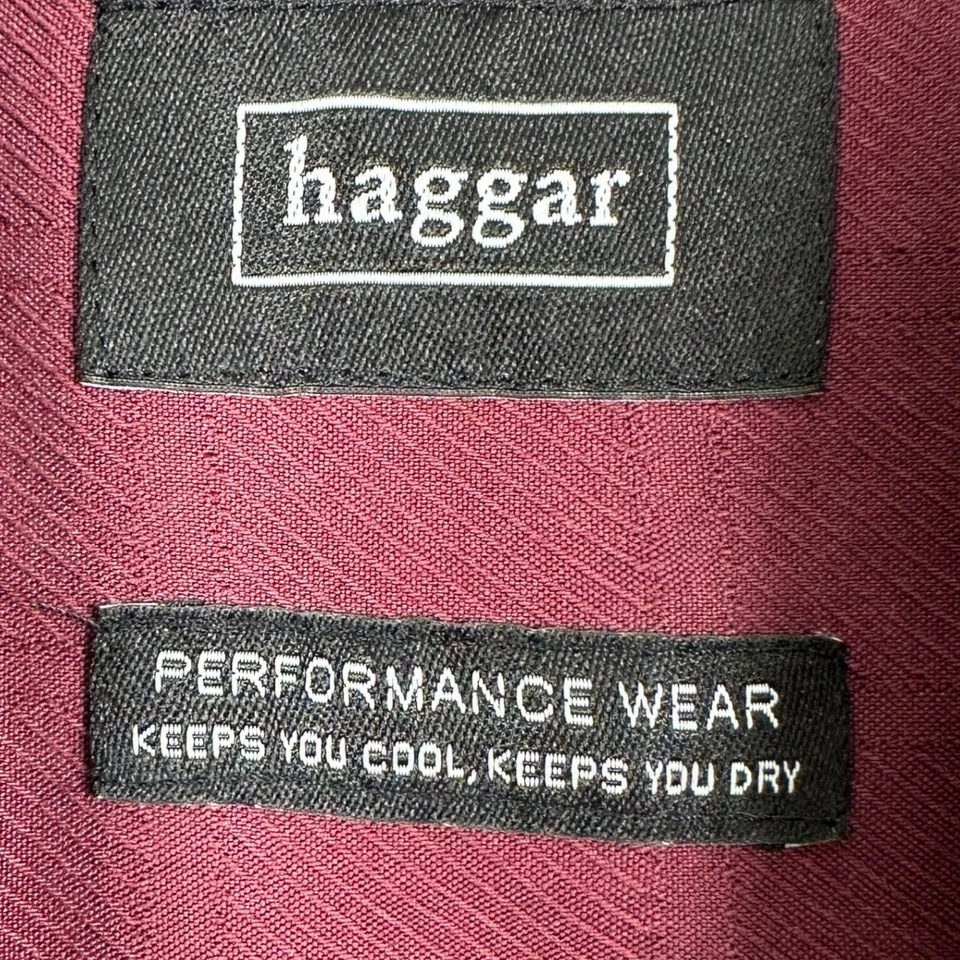 haggar
PERFORMANCE WEAR
KEEPS YOU COOL, KEEPS YOU DRY